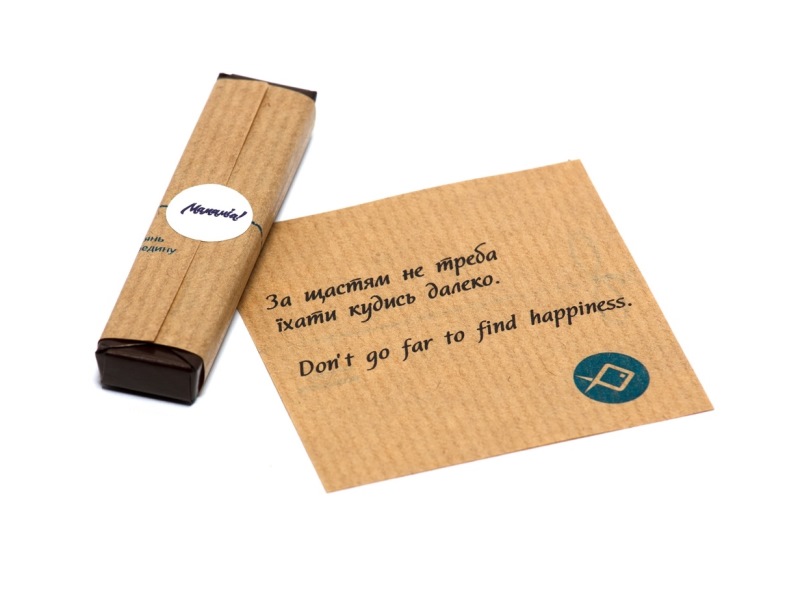 За щастям не треба
їхати кудись далеко.
Don't go far to find happiness.